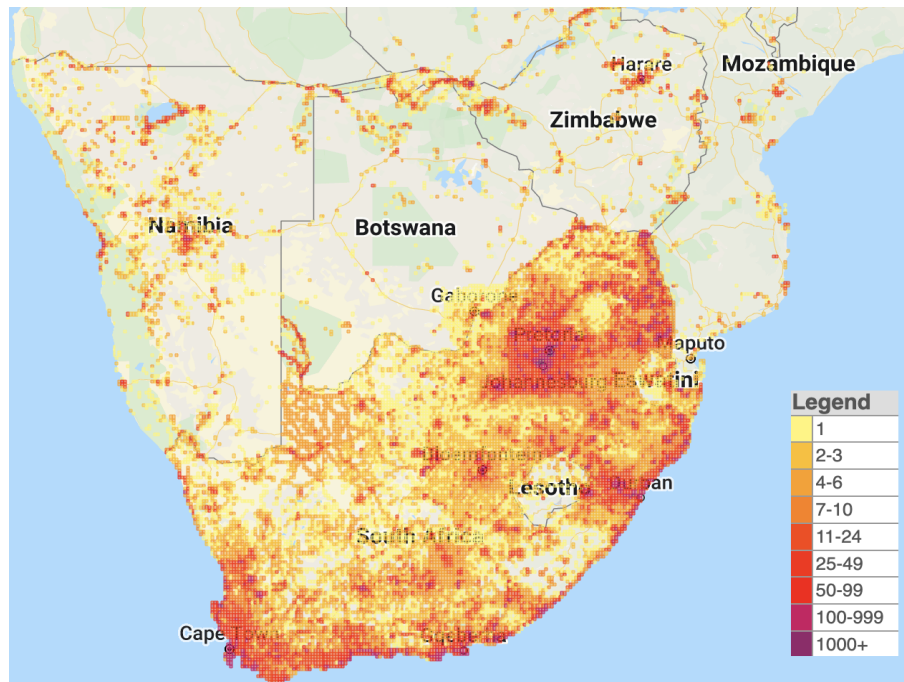 Harare
Mozambique
Zimbabwe
Namibia
Botswana
Gaborone
Pretoria
Maputo
Johannesburg
Eswatini
Bloemfontein
Lesotho
Durban
South Africa
Cape Town
Gqeberha
Legend
1
2-3
4-6
7-10
11-24
25-49
50-99
100-999
1000+